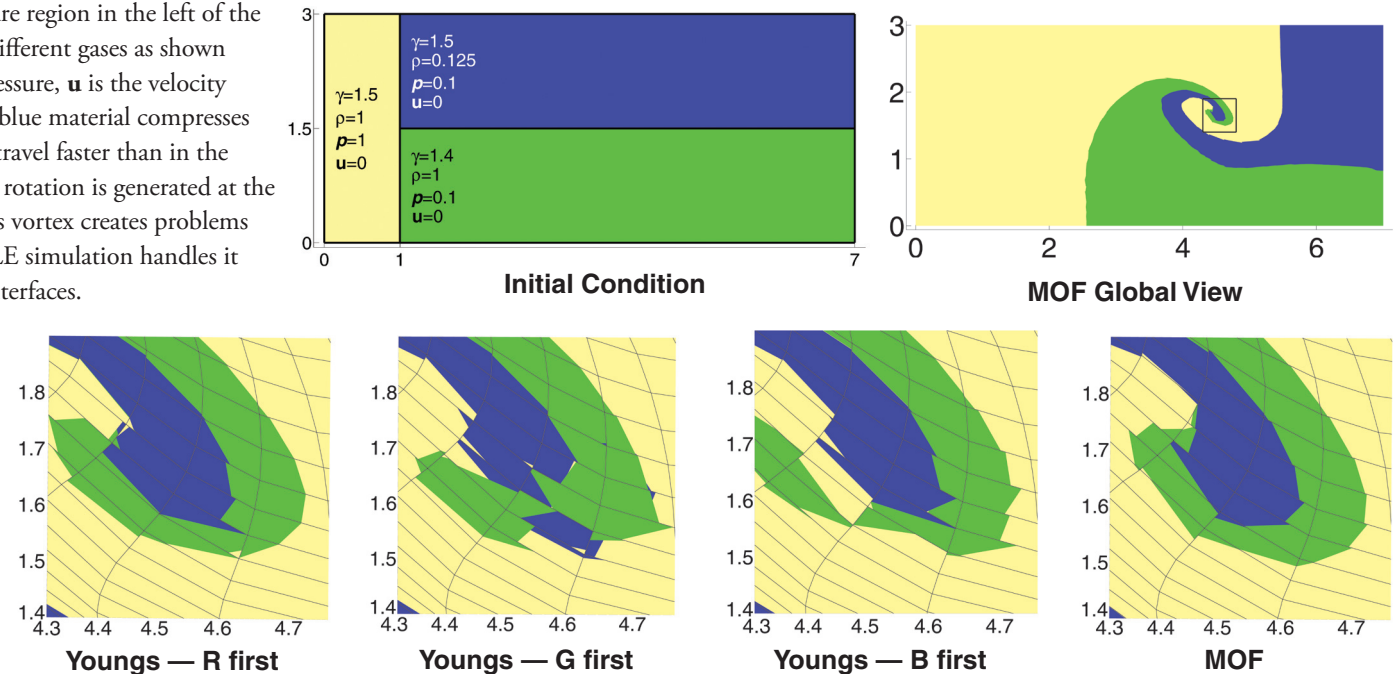 re region in the left of the
ifferent gases as shown
essure, u is the velocity
blue material compresses
travel faster than in the
rotation is generated at the
s vortex creates problems
LE simulation handles it
terfaces.
3
1.5
0
γ=1.5
ρ=1
p=1
u=0
γ=1.5
ρ=0.125
p=0.1
u=0
γ=1.4
ρ=1
p=0.1
u=0
0 1 7
Initial Condition
3
2
1
0
0 2 4 6
MOF Global View
1.8
1.7
1.6
1.5
1.4
4.3 4.4 4.5 4.6 4.7
Youngs — R first
1.8
1.7
1.6
1.5
1.4
4.3 4.4 4.5 4.6 4.7
Youngs — G first
1.8
1.7
1.6
1.5
1.4
4.3 4.4 4.5 4.6 4.7
Youngs — B first
1.8
1.7
1.6
1.5
1.4
4.3 4.4 4.5 4.6 4.7
MOF